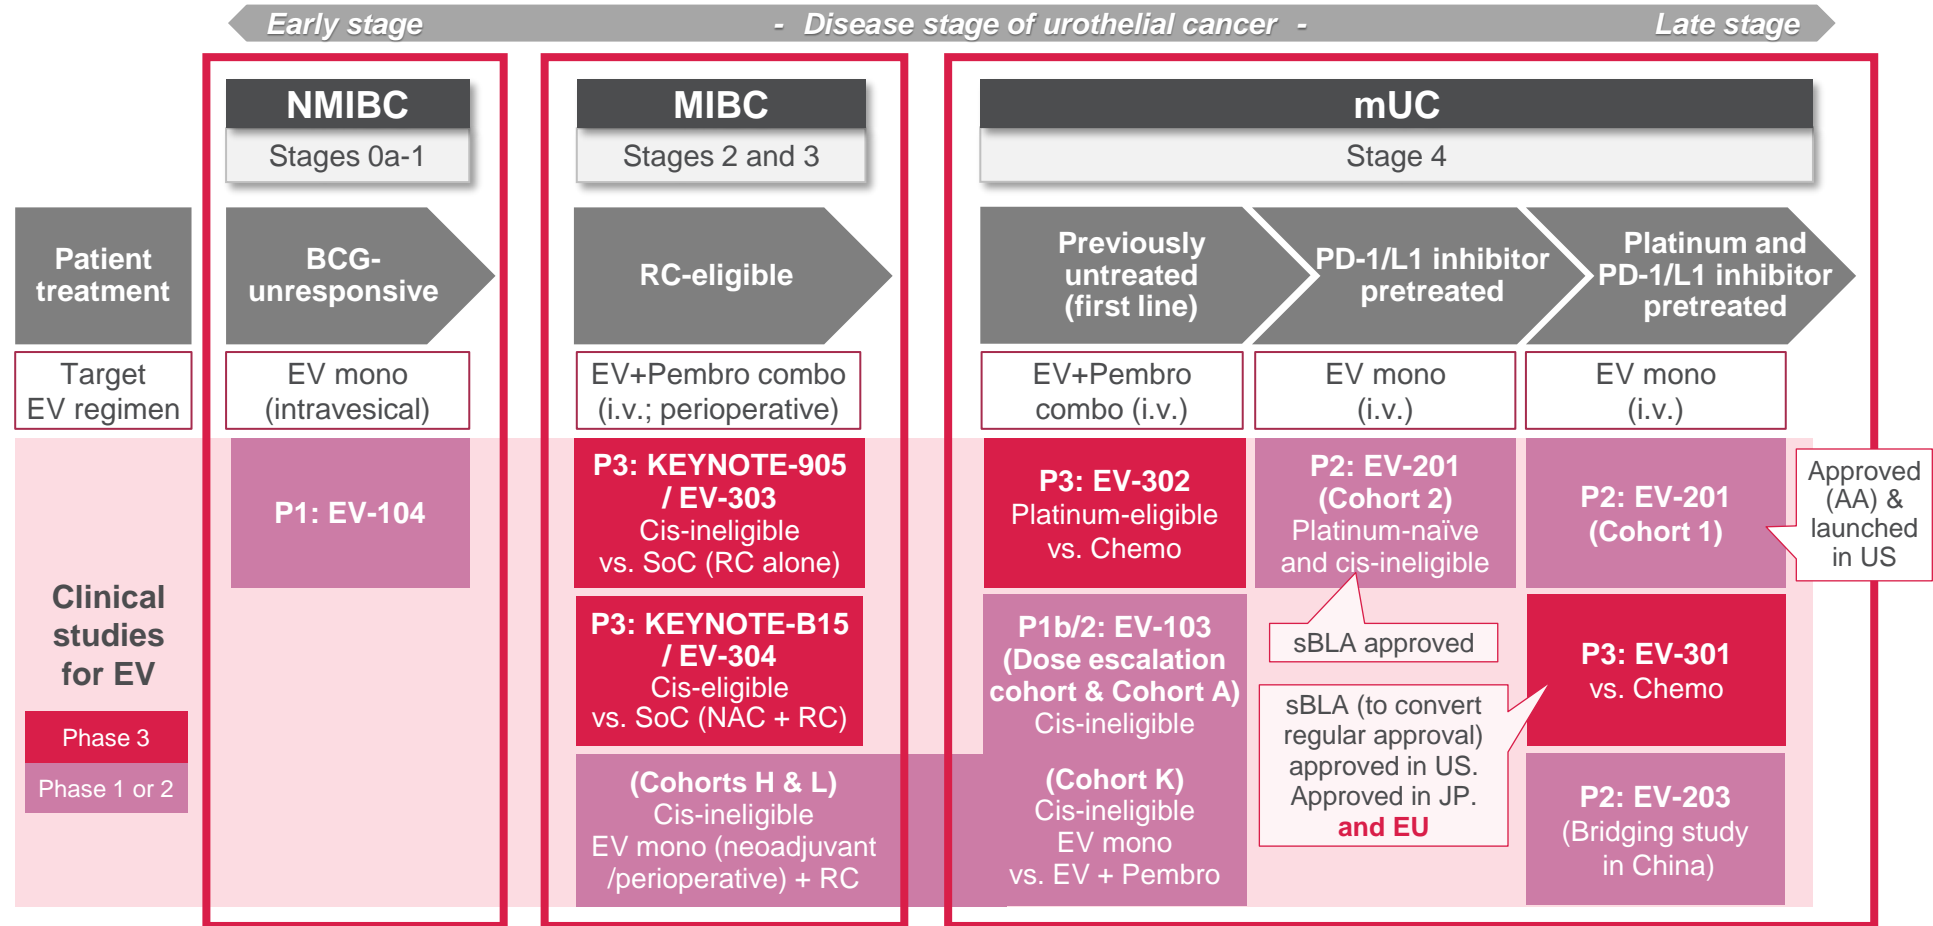 Early stage
- Disease stage of urothelial cancer -
Late stage
NMIBC
Stages 0a-1
MIBC
Stages 2 and 3
mUC
Stage 4
Patient
treatment
BCG-
unresponsive
RC-eligible
Previously
untreated
(first line)
PD-1/L1 inhibitor
pretreated
Platinum and
PD-1/L1 inhibitor
pretreated
Target
EV regimen
EV mono
(intravesical)
EV+Pembro combo
(i.v.; perioperative)
EV+Pembro
combo (i.v.)
EV mono
(i.v.)
EV mono
(i.v.)
Clinical
studies
for EV
Phase 3
Phase 1 or 2
P1: EV-104
P3: KEYNOTE-905
/ EV-303
Cis-ineligible
vs. SoC (RC alone)
P3: KEYNOTE-B15
/ EV-304
Cis-eligible
vs. SoC (NAC + RC)
(Cohorts H & L)
Cis-ineligible
EV mono (neoadjuvant
/perioperative) + RC
P3: EV-302
Platinum-eligible
vs. Chemo
P1b/2: EV-103
(Dose escalation
cohort & Cohort A)
Cis-ineligible
(Cohort K)
Cis-ineligible
EV mono
vs. EV + Pembro
P2: EV-201
(Cohort 2)
Platinum-naïve
and cis-ineligible
sBLA approved
sBLA (to convert
regular approval)
approved in US.
Approved in JP.
and EU
P2: EV-201
(Cohort 1)
Approved
(AA) &
launched
in US
P3: EV-301
vs. Chemo
P2: EV-203
(Bridging study
in China)